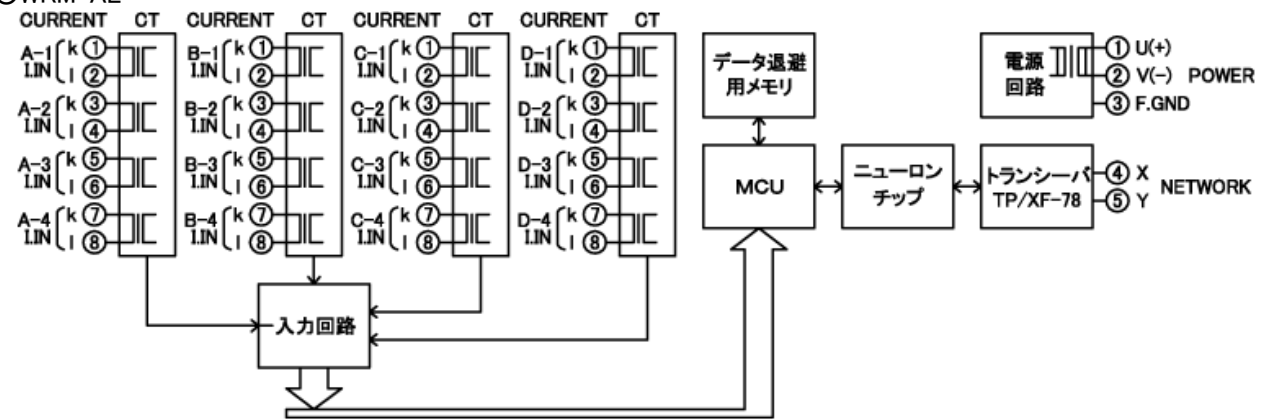 CURRENT CT CURRENT CT CURRENT CT CURRENT CT
A-1 I.IN k ① l ②
A-2 I.IN k ③ l ④
A-3 I.IN k ⑤ l ⑥
A-4 I.IN k ⑦ l ⑧
B-1 I.IN k ① l ②
B-2 I.IN k ③ l ④
B-3 I.IN k ⑤ l ⑥
B-4 I.IN k ⑦ l ⑧
C-1 I.IN k ① l ②
C-2 I.IN k ③ l ④
C-3 I.IN k ⑤ l ⑥
C-4 I.IN k ⑦ l ⑧
D-1 I.IN k ① l ②
D-2 I.IN k ③ l ④
D-3 I.IN k ⑤ l ⑥
D-4 I.IN k ⑦ l ⑧
入力回路
データ退避
用メモリ
MCU
ニューロン
チップ
トランシーバ
TP/XF-78
④ X
⑤ Y
NETWORK
電源
回路
① U(+)
② V(-) POWER
③ F.GND